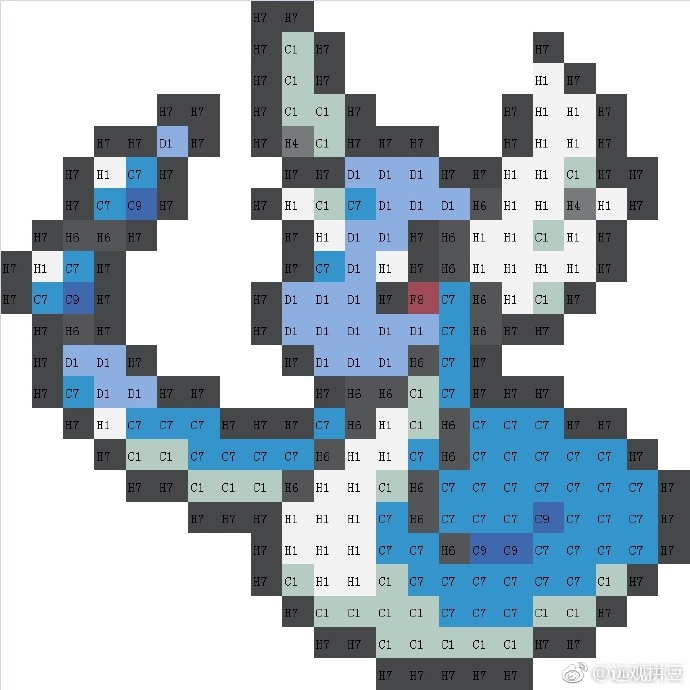 H7 H7
H7 C1 H7 H7
H7 C1 H7 H1 H7
H7 H7 H7 C1 C1 H7 H7 H1 H1 H7
H7 H7 D1 H7 H7 H4 C1 H7 H7 H7 H7 H1 H1 H7
H7 H1 C7 H7 H7 H7 D1 D1 D1 H7 H7 H1 H1 C1 H7 H7
H7 C7 C9 H7 H7 H1 C1 C7 D1 D1 D1 H6 H1 H1 H4 H1 H7
H7 H6 H6 H7 H7 H1 D1 D1 H7 H6 H1 H1 C1 H1 H7
H7 H1 C7 H7 H7 C7 D1 H1 H7 H6 H1 H1 H1 H1 H7
H7 C7 C9 H7 H7 D1 D1 D1 H7 F8 C7 H6 H1 C1 H7
H7 H6 H7 H7 D1 D1 D1 D1 D1 C7 H6 H7 H7
H7 D1 D1 H7 H7 D1 D1 D1 H6 C7 H7
H7 C7 D1 D1 H7 H7 H7 H6 H6 C1 C7 H7 H7 H7
H7 H1 C7 C7 C7 H7 H7 H7 C7 H6 H1 C1 H6 C7 C7 C7 H7 H7
H7 C1 C1 C7 C7 C7 C7 H6 H1 H1 C7 H6 C7 C7 C7 C7 C7 H7
H7 H7 C1 C1 C1 H6 H1 H1 C1 H6 C7 C7 C7 C7 C7 C7 C7 H7
H7 H7 H7 H1 H1 H1 C7 H6 C7 C7 C7 C9 C7 C7 C7 H7
H7 H1 H1 H1 C7 C7 H6 C9 C9 C7 C7 C7 C7 H7
H7 C1 H1 H1 C1 C7 C7 C7 C7 C7 C7 C1 H7
H7 C1 C1 C1 C1 C7 C7 C7 C1 C1 H7
H7 H7 C1 C1 C1 C1 C1 H7 H7
H7 H7 H7 H7 H7
@远观拼豆